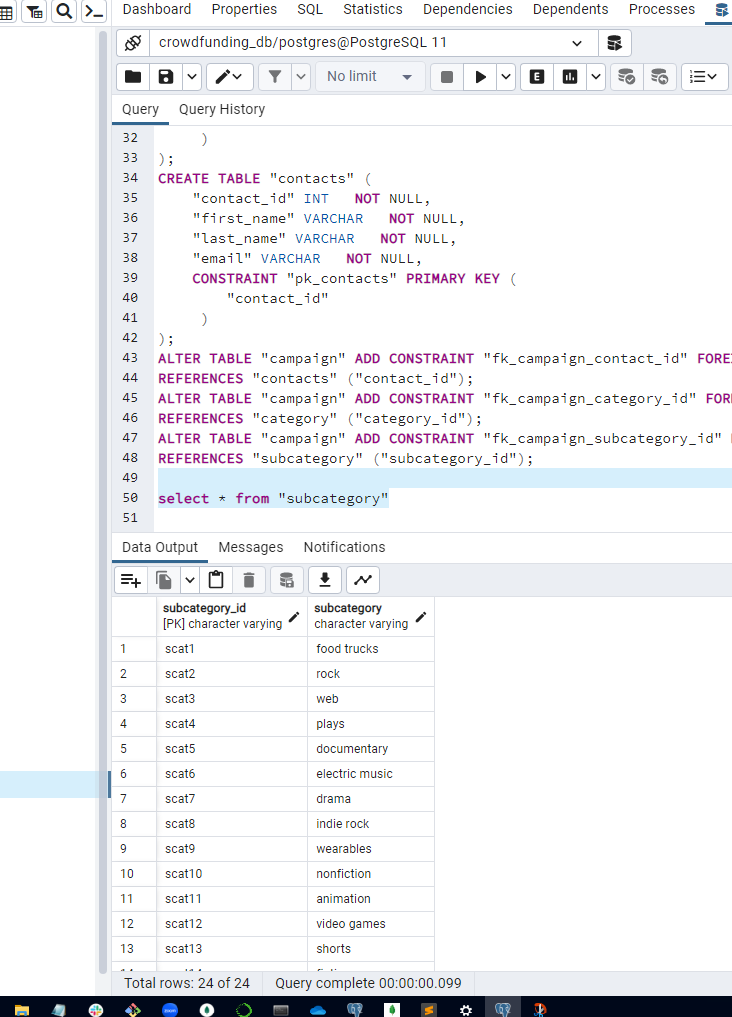 Dashboard Properties SQL Statistics Dependencies Dependents Processes
crowdfunding_db/postgres@PostgreSQL 11
No limit
E
Query Query History
32 )
33 );
34 CREATE TABLE "contacts" (
35 "contact_id" INT NOT NULL,
36 "first_name" VARCHAR NOT NULL,
37 "last_name" VARCHAR NOT NULL,
38 "email" VARCHAR NOT NULL,
39 CONSTRAINT "pk_contacts" PRIMARY KEY (
40 "contact_id"
41 )
42 );
43 ALTER TABLE "campaign" ADD CONSTRAINT "fk_campaign_contact_id" FORE
44 REFERENCES "contacts" ("contact_id");
45 ALTER TABLE "campaign" ADD CONSTRAINT "fk_campaign_category_id" FOR
46 REFERENCES "category" ("category_id");
47 ALTER TABLE "campaign" ADD CONSTRAINT "fk_campaign_subcategory_id"
48 REFERENCES "subcategory" ("subcategory_id");
49
50 select * from "subcategory"
51
Data Output Messages Notifications
subcategory_id subcategory
[PK] character varying character varying
1 scat1 food trucks
2 scat2 rock
3 scat3 web
4 scat4 plays
5 scat5 documentary
6 scat6 electric music
7 scat7 drama
8 scat8 indie rock
9 scat9 wearables
10 scat10 nonfiction
11 scat11 animation
12 scat12 video games
13 scat13 shorts
Total rows: 24 of 24 Query complete 00:00:00.099